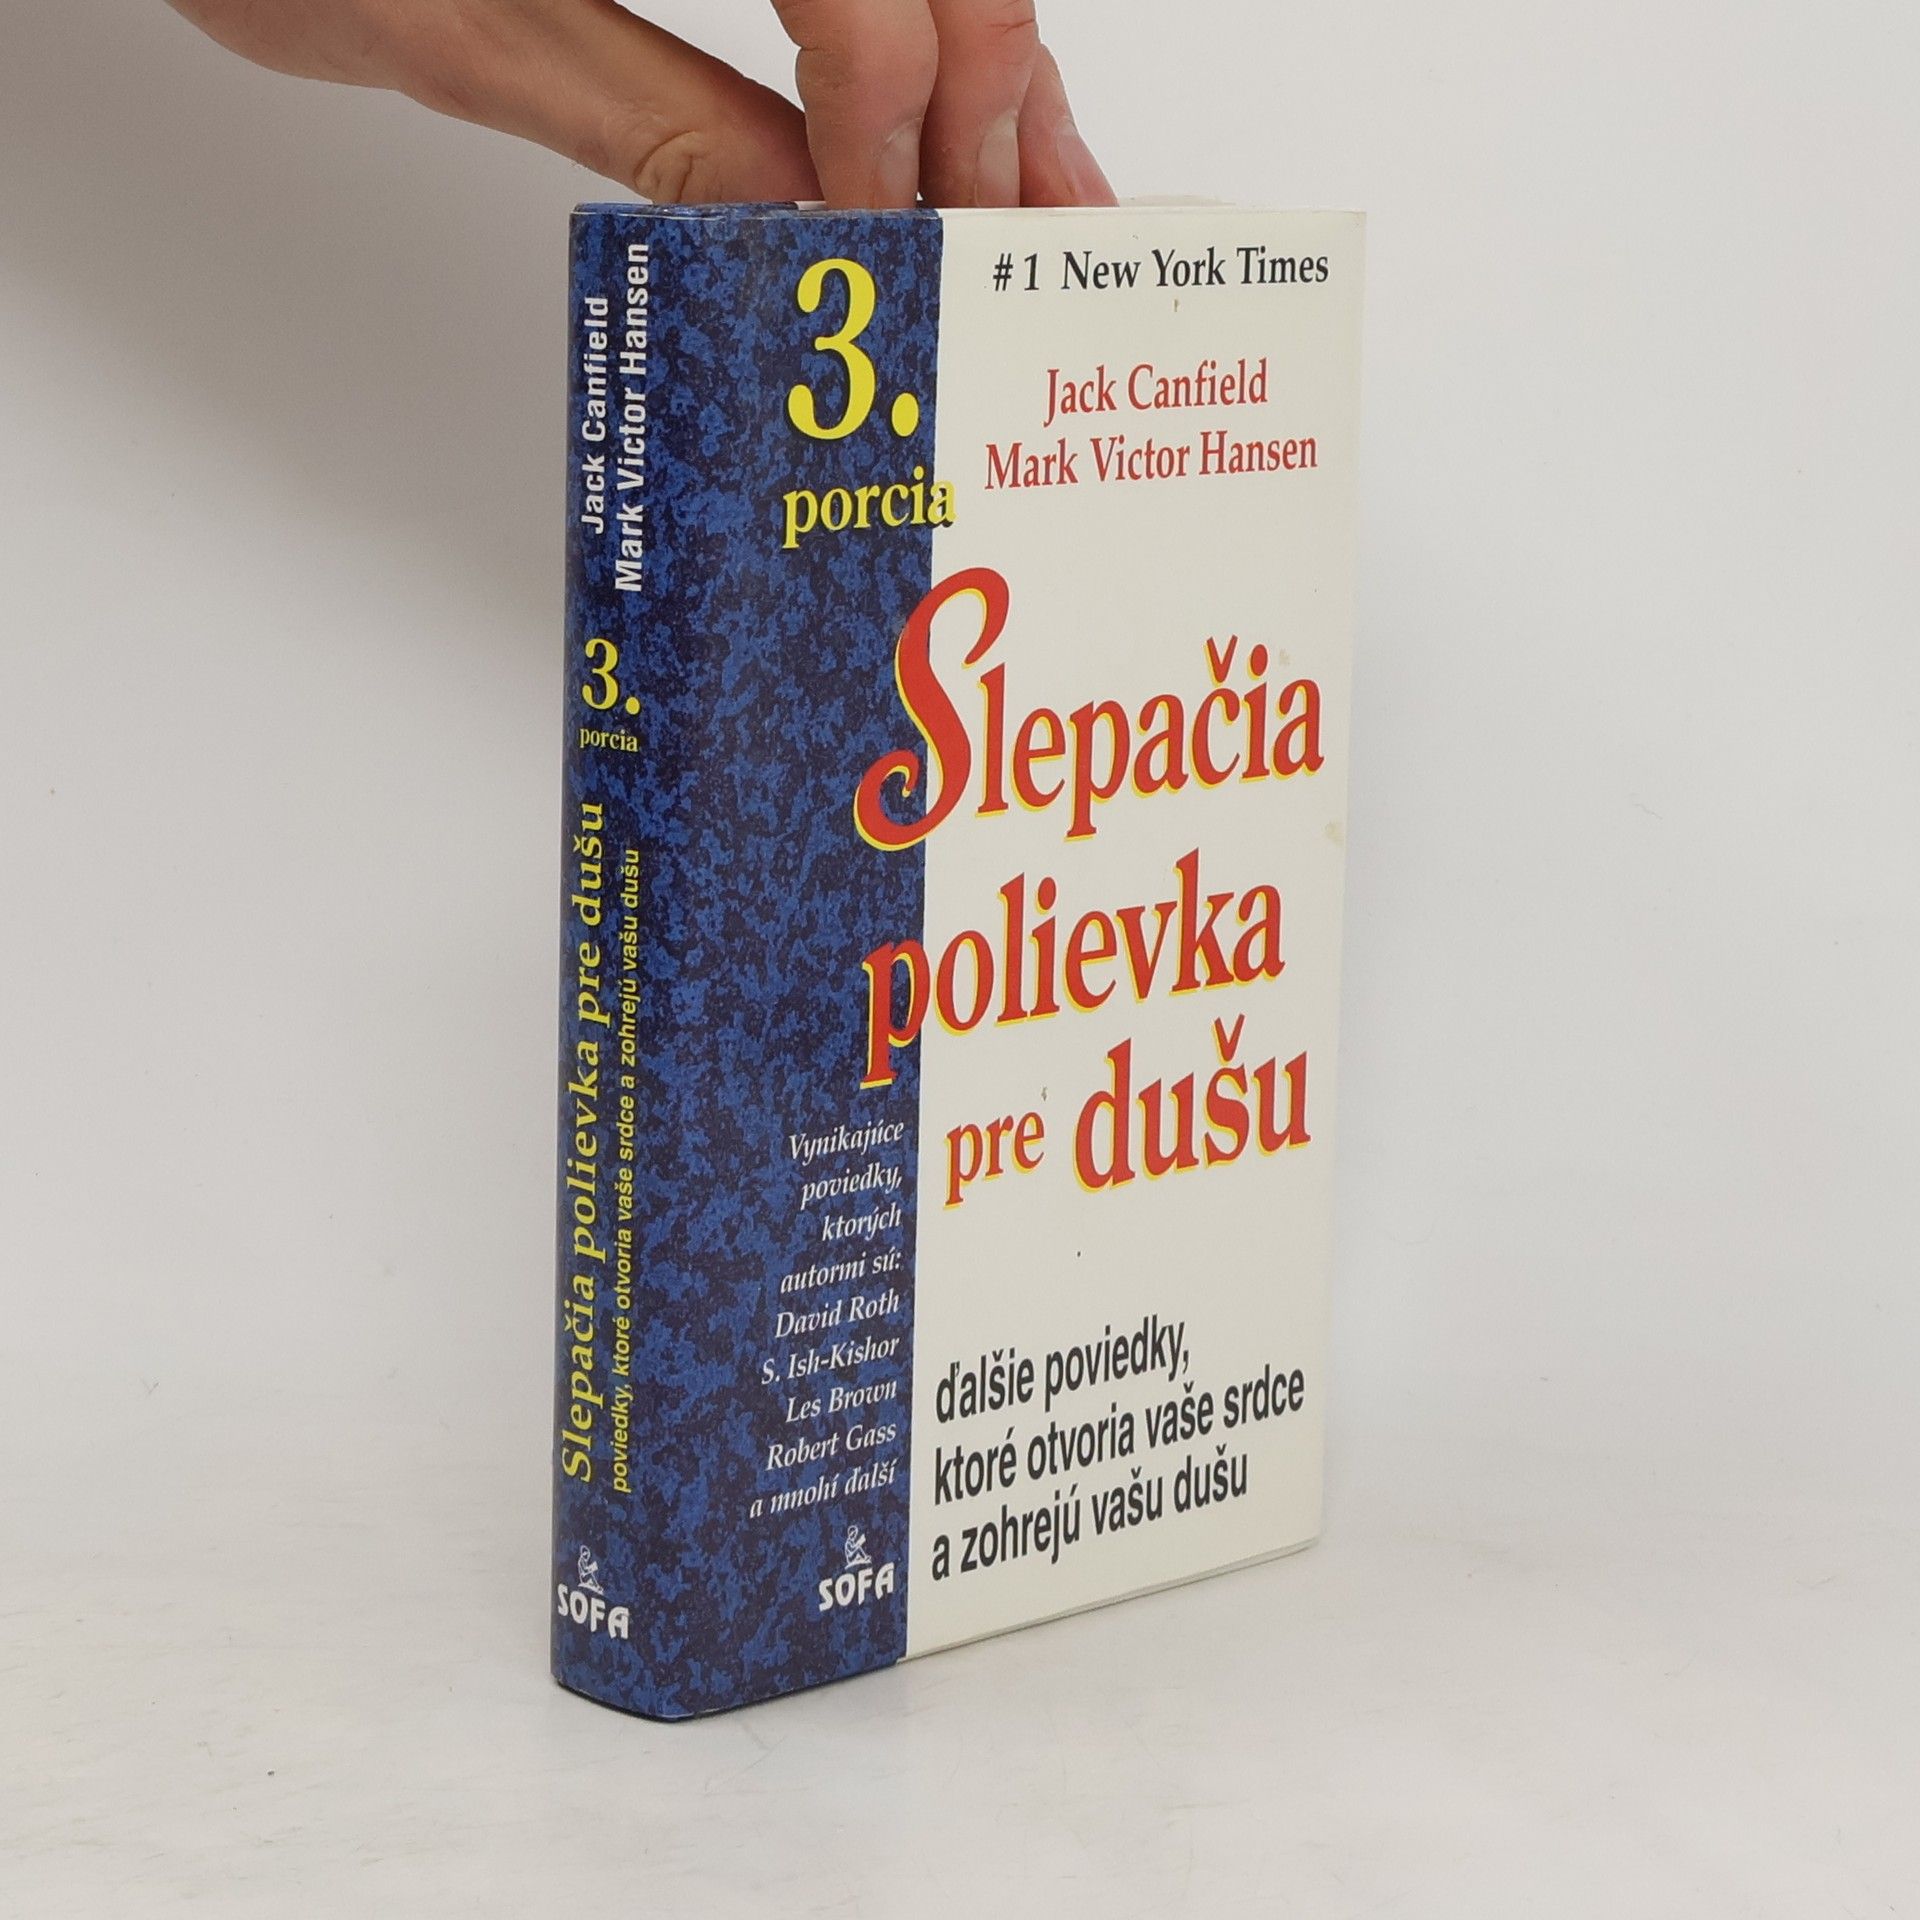 Jack Canfield
Mark Victor Hansen
3.
porcia
Slepačia polievka pre dušu
poviedky, ktoré otvoria vaše srdce a zohrejú vašu dušu
SOFA
3.
porcia
# 1 New York Times
Jack Canfield
Mark Victor Hansen
Slepačia
polievka
pre dušu
Vynikajúce
poviedky,
ktorých
autormi sú:
David Roth
S. Ish-Kishor
Les Brown
Robert Gass
a mnohí ďalší
SOFA
ďalšie poviedky,
ktoré otvoria vaše srdce
a zohrejú vašu dušu